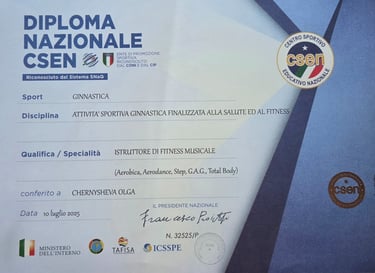 DIPLOMA
NAZIONALE
CSEN
ENTE DI PROMOZIONE
SPORTIVA
RICONOSCIUTO
DAL CONI E DAL CIP
Riconosciuto dal Sistema SNaQ
CENTRO SPORTIVO
csen
EDUCATIVO NAZIONALE
Sport GINNASTICA
Disciplina ATTIVITA' SPORTIVA GINNASTICA FINALIZZATA ALLA SALUTE ED AL FITNESS
Qualifica / Specialità ISTRUTTORE DI FITNESS MUSICALE
(Aerobica, Aerodance, Step, G.A.G., Total Body)
csen
conferito a CHERNYSHEVA OLGA
IL PRESIDENTE NAZIONALE
Data 10 luglio 2025
N. 32525/P
MINISTERO
DELL'INTERNO
TAFISA
ICSSPE